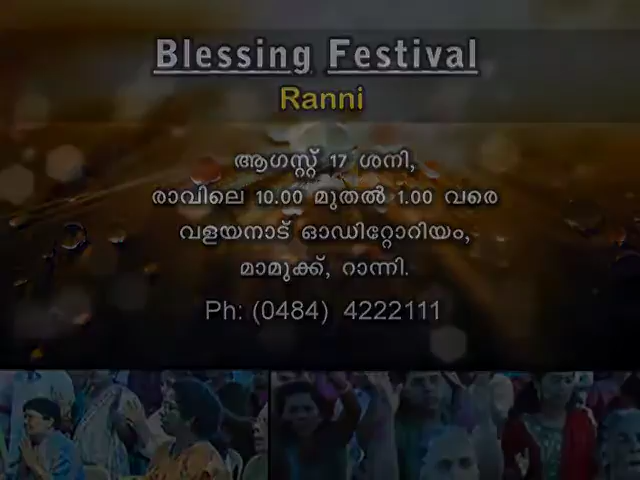 Blessing Festival
Ranni
ആഗസ്റ്റ് 17 ശനി,
രാവിലെ 10.00 മുതൽ 1.00 വരെ
വളയനാട് ഓഡിറ്റോറിയം,
മാമുക്ക്, റാന്നി.
Ph: (0484) 4222111